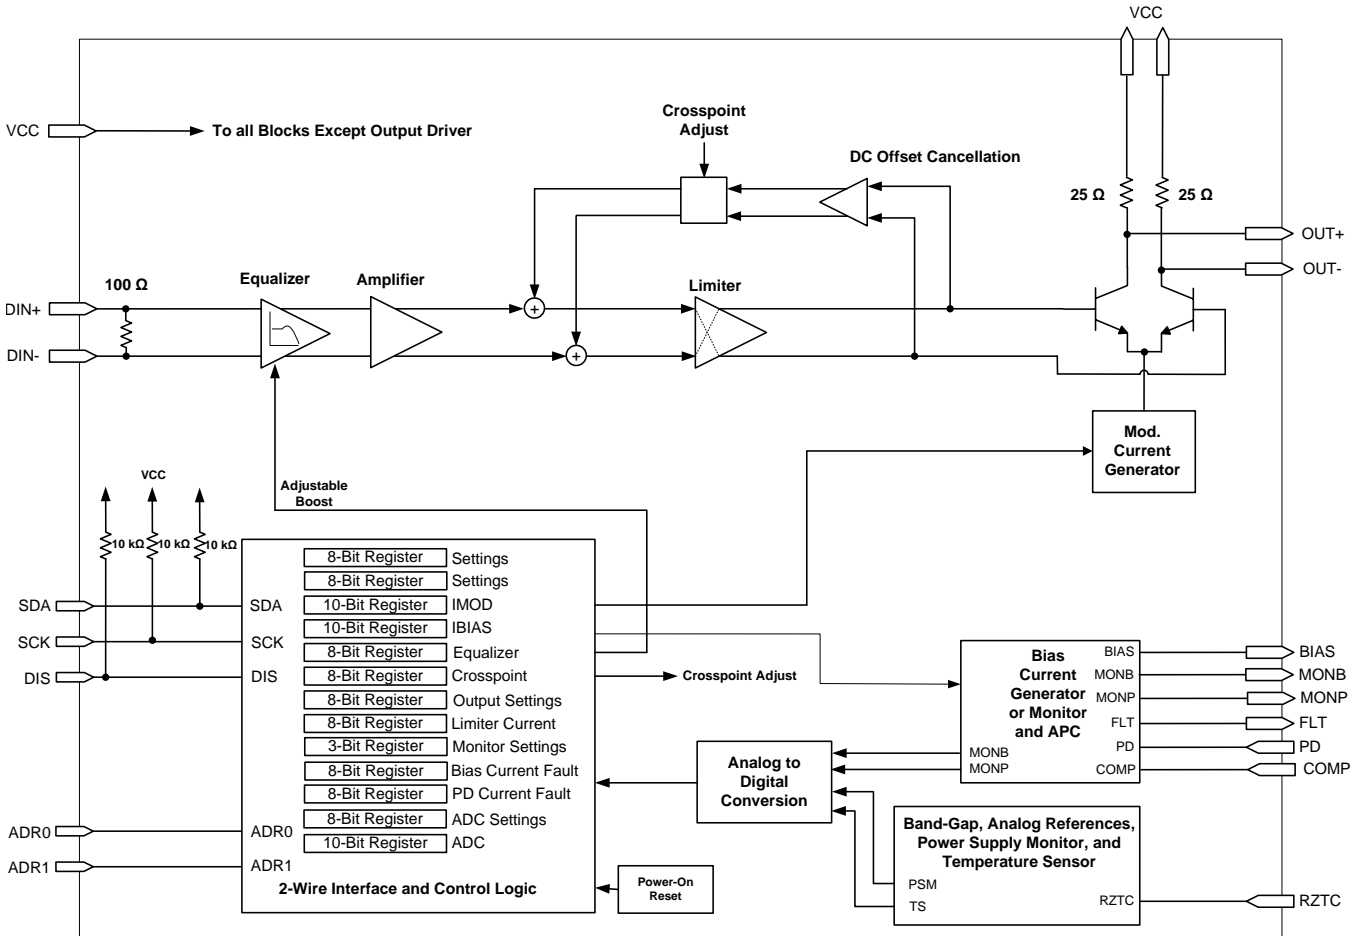 VCC
VCC
To all Blocks Except Output Driver
Crosspoint
Adjust
DC Offset Cancellation
25 Ω
25 Ω
OUT+
OUT-
Equalizer
Amplifier
Limiter
100 Ω
DIN+
DIN-
+
+
Mod.
Current
Generator
VCC
Adjustable
Boost
10 kΩ
10 kΩ
10 kΩ
SDA
SCK
DIS
ADR0
ADR1
SDA
SCK
DIS
ADR0
ADR1
8-Bit Register Settings
8-Bit Register Settings
10-Bit Register IMOD
10-Bit Register IBIAS
8-Bit Register Equalizer
8-Bit Register Crosspoint
8-Bit Register Output Settings
8-Bit Register Limiter Current
3-Bit Register Monitor Settings
8-Bit Register Bias Current Fault
8-Bit Register PD Current Fault
8-Bit Register ADC Settings
10-Bit Register ADC
2-Wire Interface and Control Logic
Crosspoint Adjust
Analog to
Digital
Conversion
Power-On
Reset
Bias
Current
Generator
or Monitor
and APC
BIAS
MONB
MONP
FLT
PD
COMP
MONB
MONP
BIAS
MONB
MONP
FLT
PD
COMP
Band-Gap, Analog References,
Power Supply Monitor, and
Temperature Sensor
PSM
TS
RZTC
RZTC